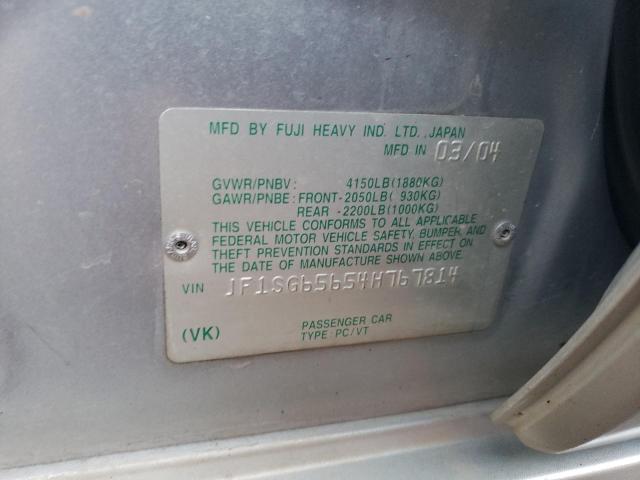 MFD BY FUJI HEAVY IND. LTD. JAPAN
MFD IN 03/04
GVWR/PNBV: 4150LB(1880KG)
GAWR/PNBE: FRONT-2050LB( 930KG)
REAR -2200LB(1000KG)
THIS VEHICLE CONFORMS TO ALL APPLICABLE
FEDERAL MOTOR VEHICLE SAFETY, BUMPER, AND
THEFT PREVENTION STANDARDS IN EFFECT ON
THE DATE OF MANUFACTURE SHOWN ABOVE.
VIN JF1SG65654H767814
PASSENGER CAR
(VK) TYPE: PC/VT